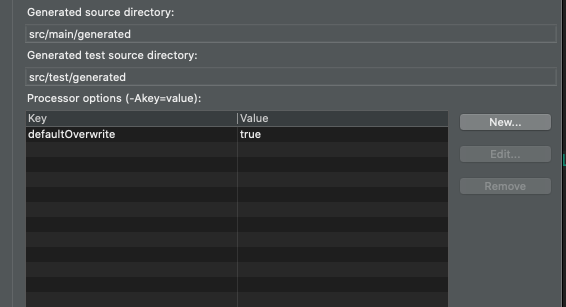 Generated source directory:
src/main/generated
Generated test source directory:
src/test/generated
Processor options (-Akey=value):
Key Value
New...
defaultOverwrite true
Edit...
Remove